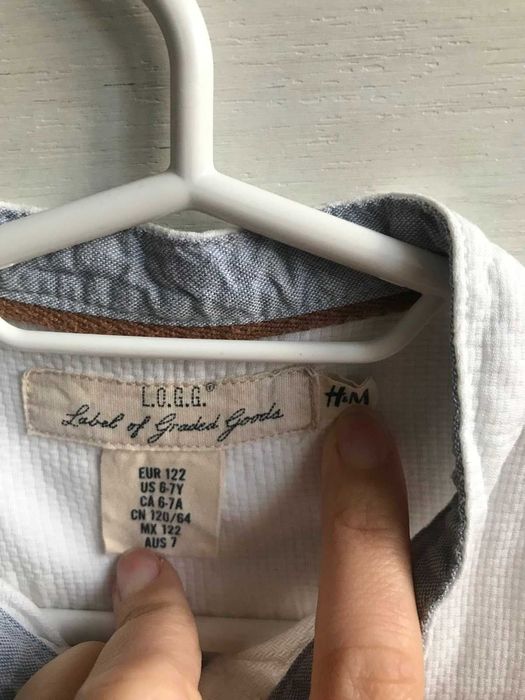 L.O.G.G.®
Label of Graded Goods
H&M
EUR 122
US 6-7Y
CA 6-7A
CN 120/64
MX 122
AUS 7